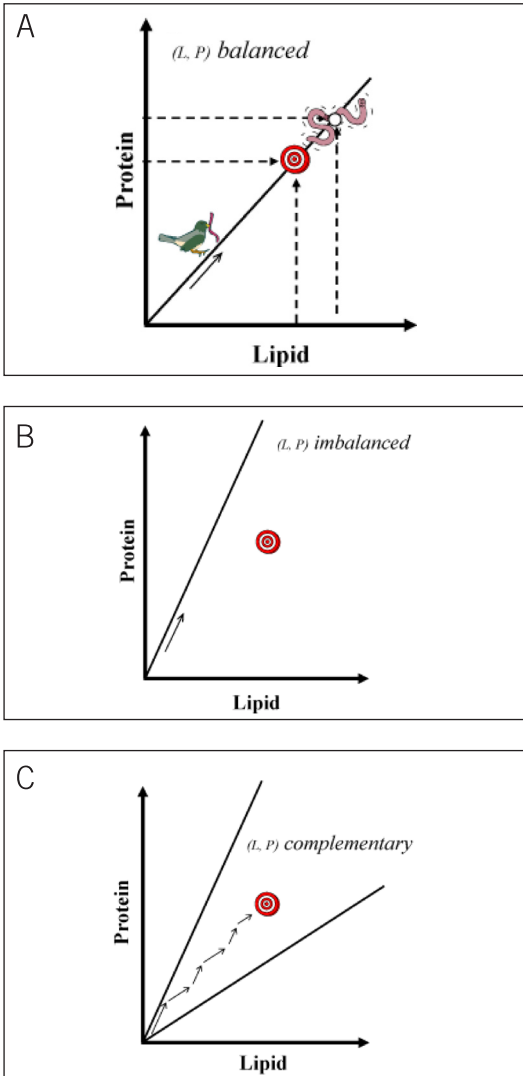 A
(L, P) balanced
Protein
Lipid
B
(L, P) imbalanced
Protein
Lipid
C
(L, P) complementary
Protein
Lipid